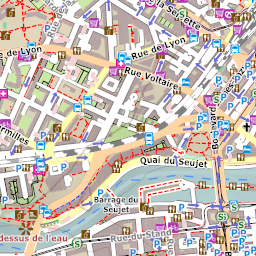 Rue de Lyon
s de Lyon
Rue Voltaire
rmilles
Quai du Seujet
Barrage du
Seujet
dessus de l'eau
Rue du Stand